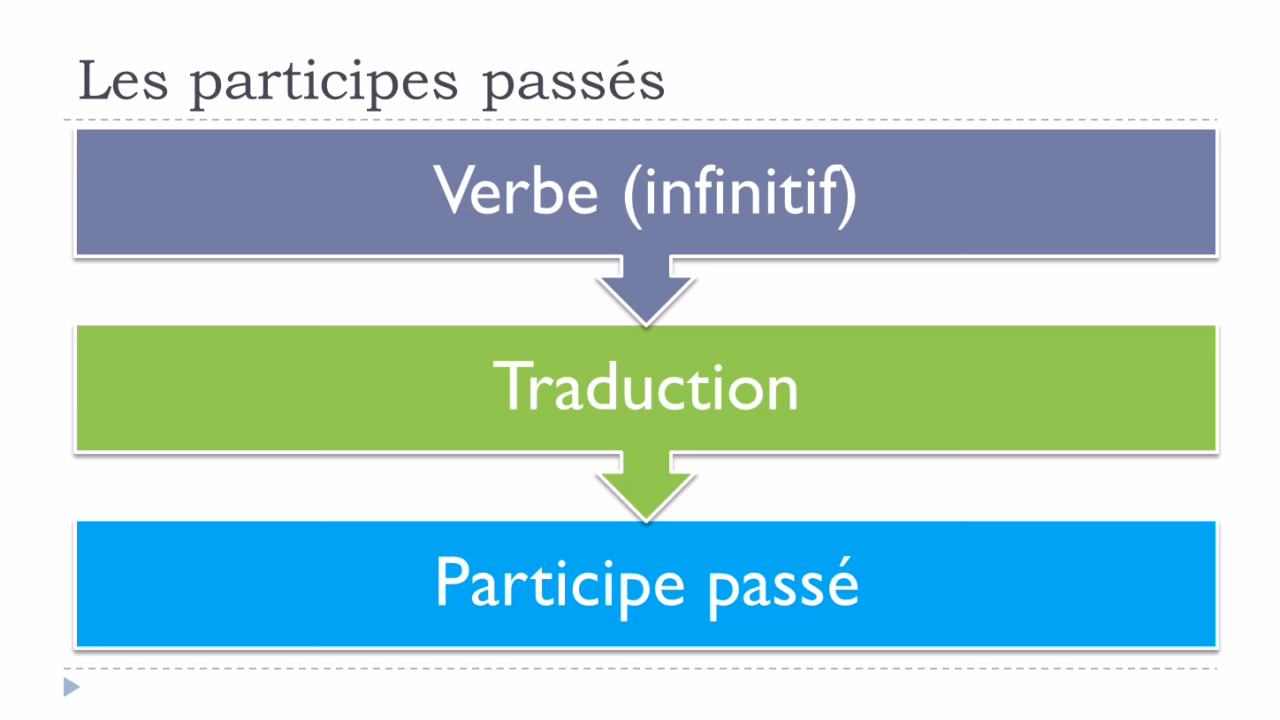 Les participes passés
Verbe (infinitif)
Traduction
Participe passé